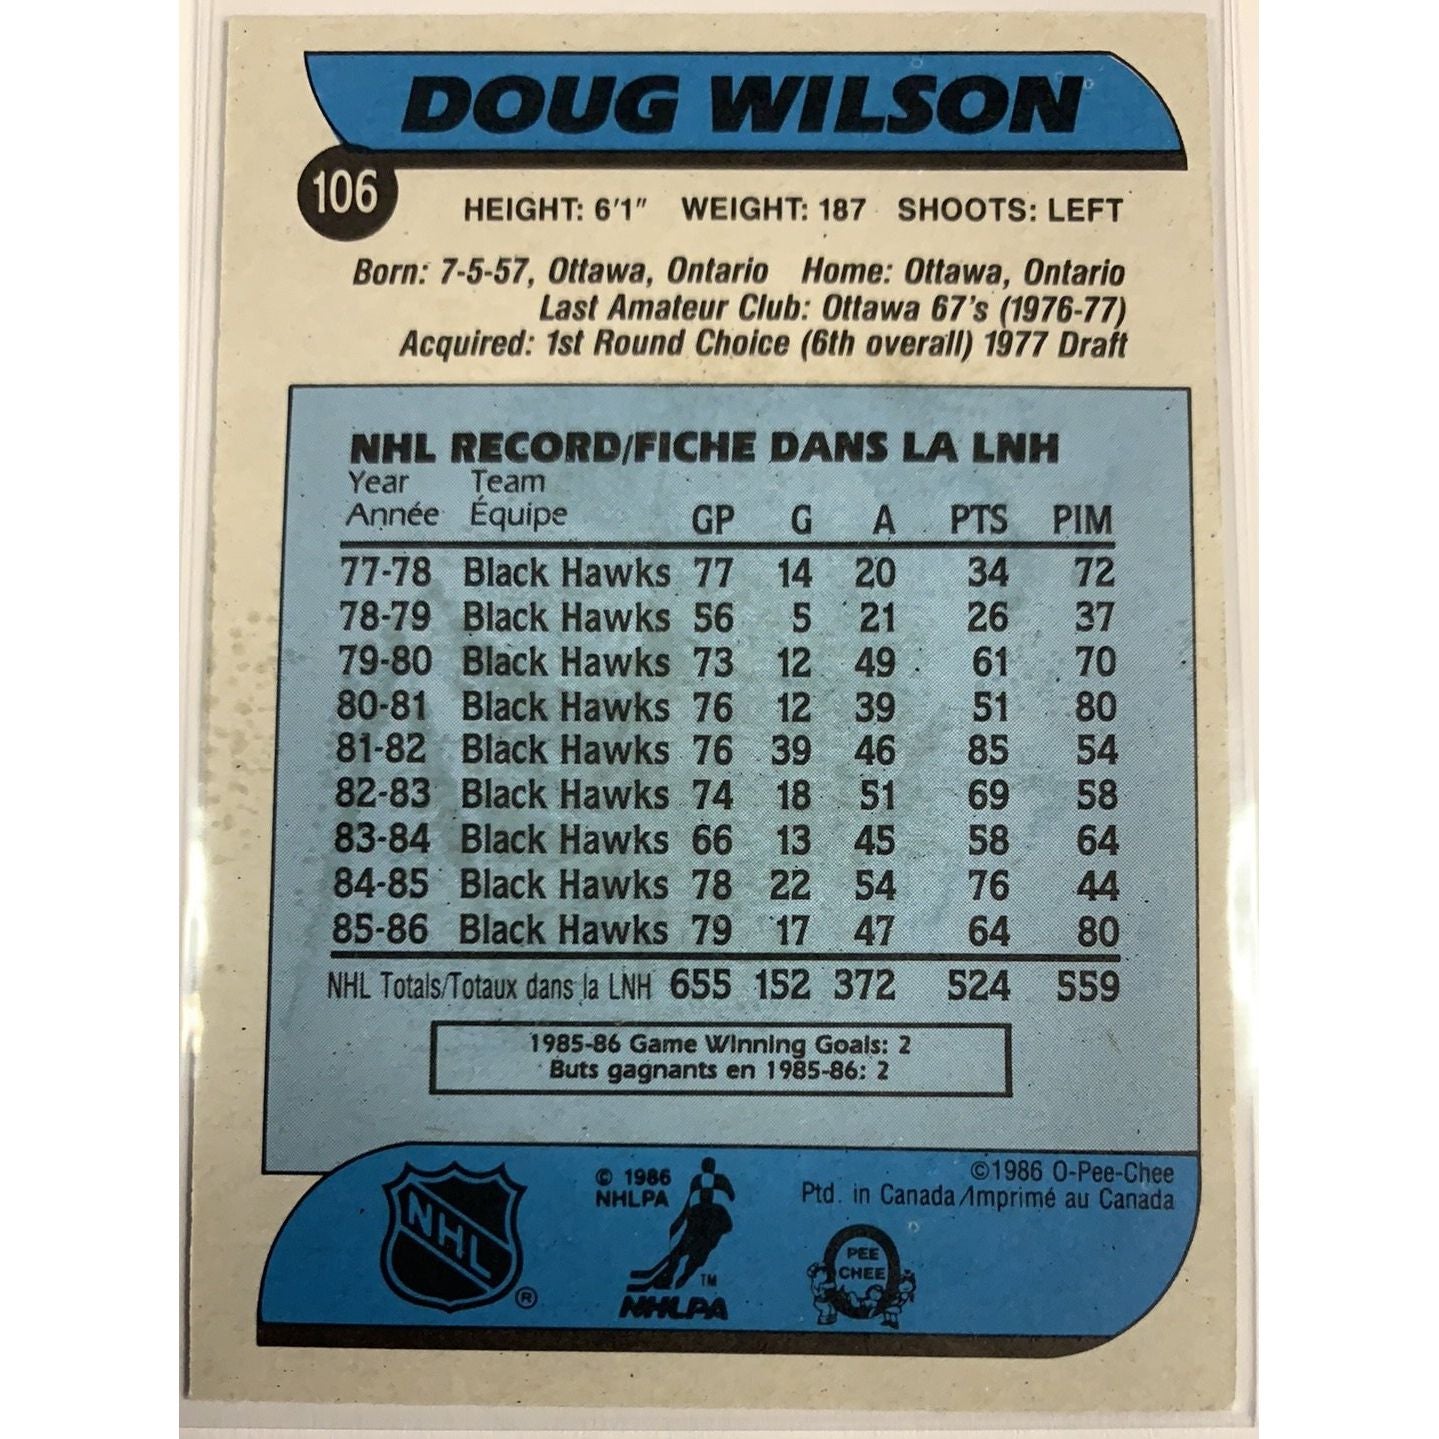 DOUG WILSON
106
HEIGHT: 6'1" WEIGHT: 187 SHOOTS: LEFT
Born: 7-5-57, Ottawa, Ontario Home: Ottawa, Ontario
Last Amateur Club: Ottawa 67's (1976-77)
Acquired: 1st Round Choice (6th overall) 1977 Draft
NHL RECORD/FICHE DANS LA LNH
Year Team
Année Équipe GP G A PTS PIM
77-78 Black Hawks 77 14 20 34 72
78-79 Black Hawks 56 5 21 26 37
79-80 Black Hawks 73 12 49 61 70
80-81 Black Hawks 76 12 39 51 80
81-82 Black Hawks 76 39 46 85 54
82-83 Black Hawks 74 18 51 69 58
83-84 Black Hawks 66 13 45 58 64
84-85 Black Hawks 78 22 54 76 44
85-86 Black Hawks 79 17 47 64 80
NHL Totals/Totaux dans la LNH 655 152 372 524 559
1985-86 Game Winning Goals: 2
Buts gagnants en 1985-86: 2
NHL ®
© 1986
NHLPA
TM
NHLPA
©1986 O-Pee-Chee
Ptd. in Canada/Imprimé au Canada
PEE
CHEE